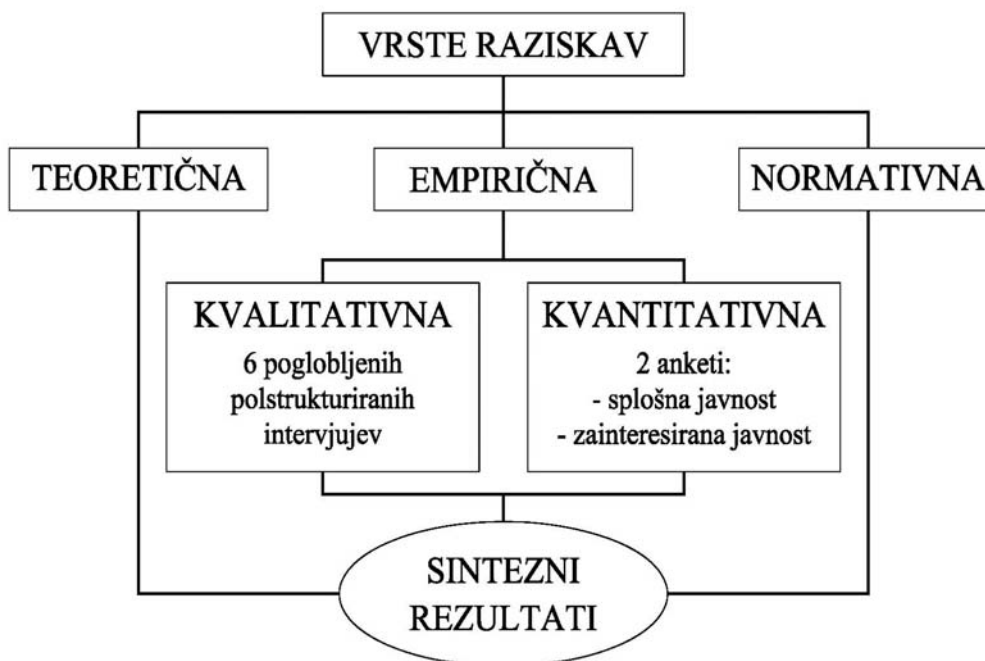 VRSTE RAZISKAV
TEORETIČNA
EMPIRIČNA
NORMATIVNA
KVALITATIVNA
6 poglobljenih
polstrukturiranih
intervjujev
KVANTITATIVNA
2 anketi:
- splošna javnost
- zainteresirana javnost
SINTEZNI
REZULTATI